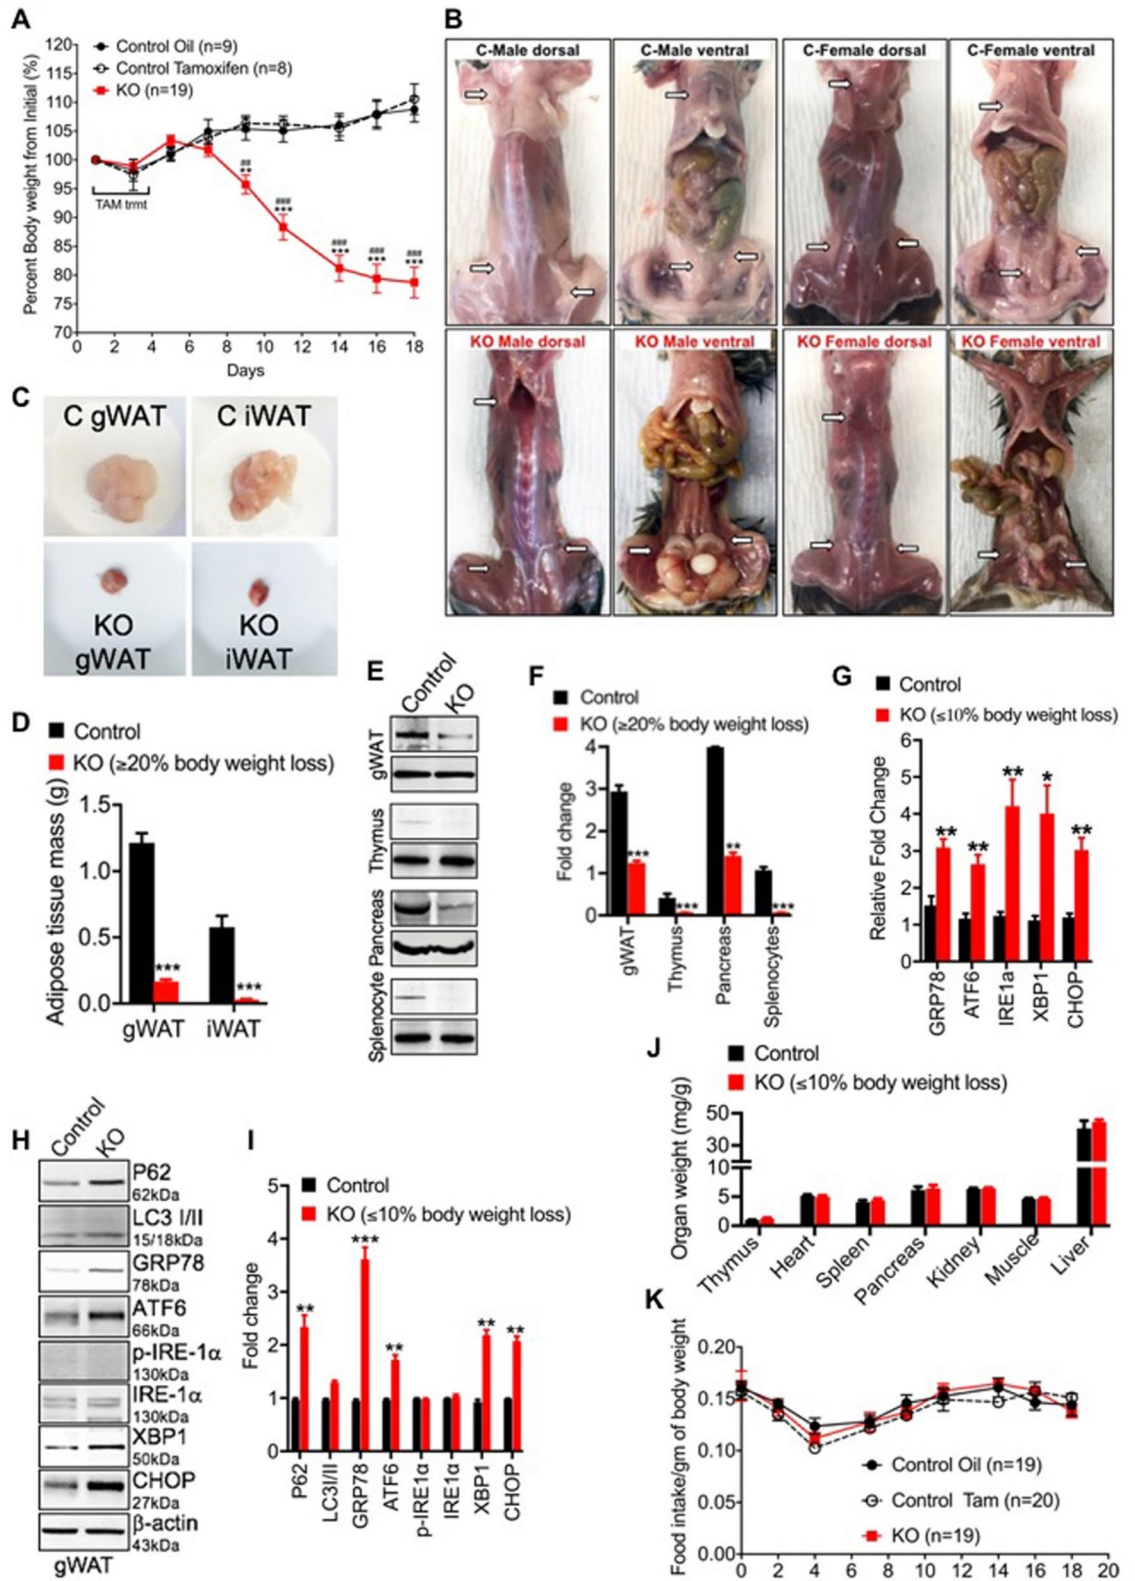 A
Control Oil (n=9)
Control Tamoxifen (n=8)
KO (n=19)
Percent Body weight from Initial (%)
120
115
110
105
100
95
90
85
80
75
70
TAM trmt
##
**
###
***
###
***
###
***
###
***
0 2 4 6 8 10 12 14 16 18
Days
B
C-Male dorsal
C-Male ventral
C-Female dorsal
C-Female ventral
KO Male dorsal
KO Male ventral
KO Female dorsal
KO Female ventral
C
C gWAT
C iWAT
KO
gWAT
KO
iWAT
D
Control
KO (≥20% body weight loss)
Adipose tissue mass (g)
1.5
1.0
0.5
0.0
***
***
gWAT iWAT
E
Control
KO
gWAT
Thymus
Pancreas
Splenocyte
F
Control
KO (≥20% body weight loss)
Fold change
4
3
2
1
0
***
***
**
***
gWAT
Thymus
Pancreas
Splenocytes
G
Control
KO (≤10% body weight loss)
Relative Fold Change
6
5
4
3
2
1
0
**
**
**
*
**
GRP78
ATF6
IRE1a
XBP1
CHOP
H
Control
KO
P62
62kDa
LC3 I/II
15/18kDa
GRP78
78kDa
ATF6
66kDa
p-IRE-1α
130kDa
IRE-1α
130kDa
XBP1
50kDa
CHOP
27kDa
β-actin
43kDa
gWAT
I
Control
KO (≤10% body weight loss)
Fold change
5
4
3
2
1
0
**
***
**
**
**
P62
LC3I/II
GRP78
ATF6
p-IRE1α
IRE1α
XBP1
CHOP
J
Control
KO (≤10% body weight loss)
Organ weight (mg/g)
50
30
10
5
0
Thymus
Heart
Spleen
Pancreas
Kidney
Muscle
Liver
K
Food intake/gm of body weight
0.20
0.15
0.10
0.05
0.00
Control Oil (n=19)
Control Tam (n=20)
KO (n=19)
0 2 4 6 8 10 12 14 16 18 20